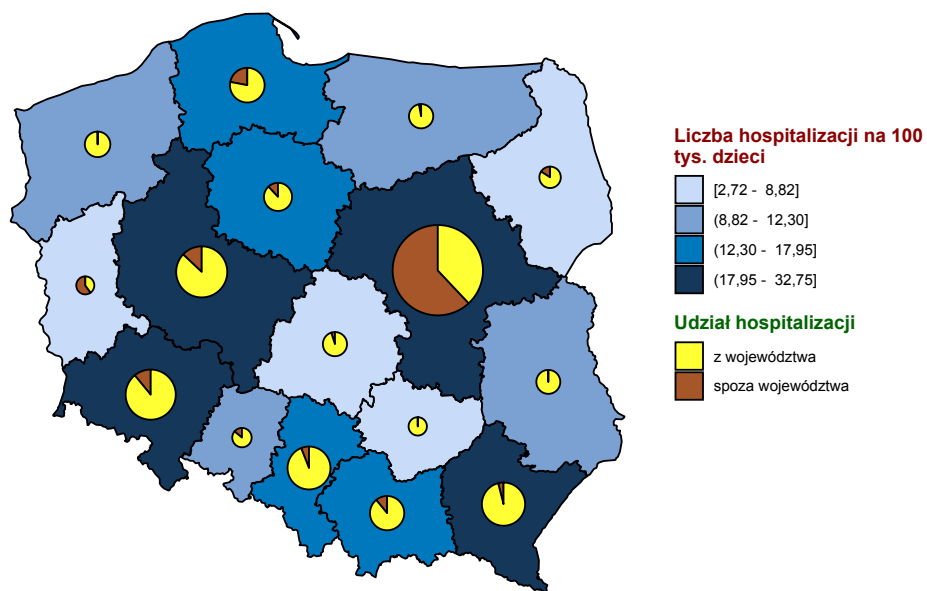 Liczba hospitalizacji na 100
tys. dzieci
[2,72 - 8,82]
(8,82 - 12,30]
(12,30 - 17,95]
(17,95 - 32,75]
Udział hospitalizacji
z województwa
spoza województwa